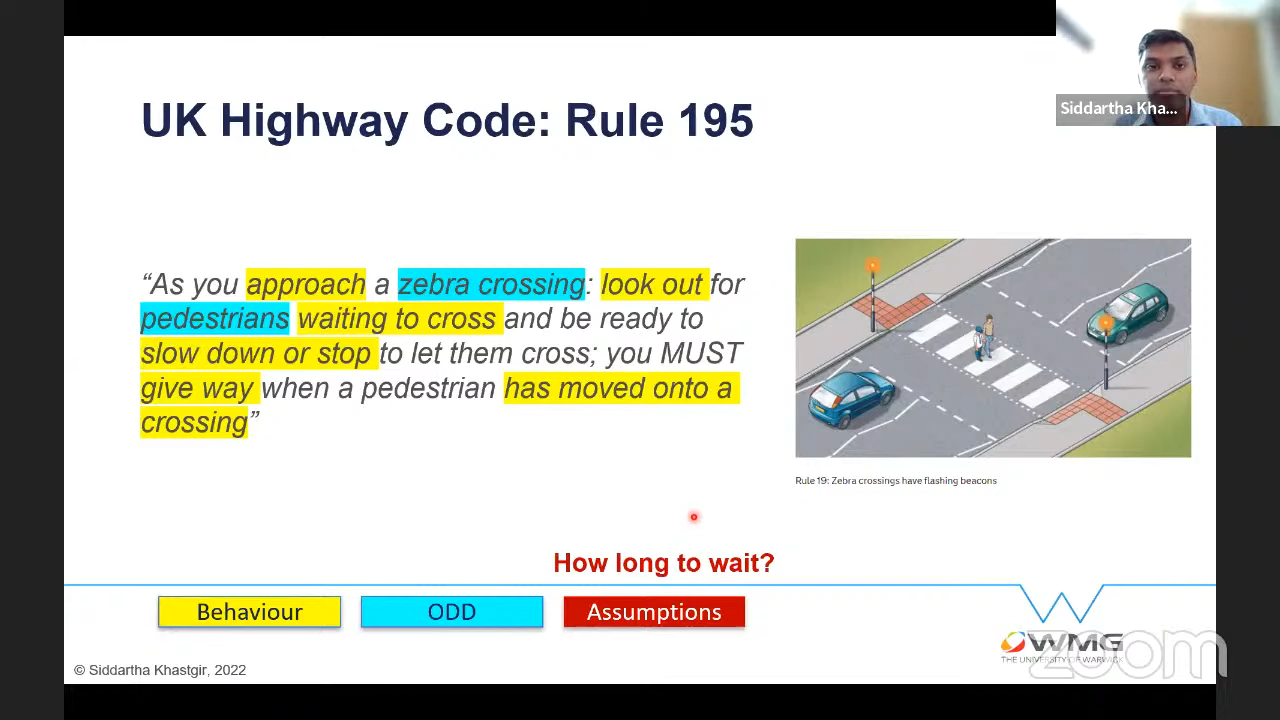 Siddartha Kha...
UK Highway Code: Rule 195
“As you approach a zebra crossing: look out for
pedestrians waiting to cross and be ready to
slow down or stop to let them cross; you MUST
give way when a pedestrian has moved onto a
crossing”
Rule 19: Zebra crossings have flashing beacons
How long to wait?
Behaviour
ODD
Assumptions
WMG
THE UNIVERSITY OF WARWICK
zoom
© Siddartha Khastgir, 2022